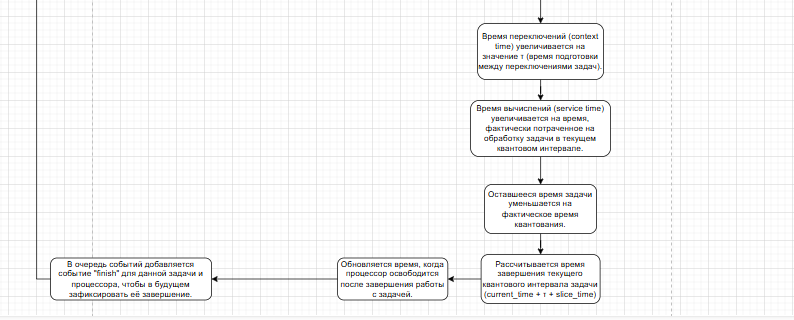 Время переключений (context
time) увеличивается на
значение τ (время подготовки
между переключениями задач).
Время вычислений (service time)
увеличивается на время,
фактически потраченное на
обработку задачи в текущем
квантовом интервале.
Оставшееся время задачи
уменьшается на
фактическое время
квантования.
Рассчитывается время
завершения текущего
квантового интервала задачи
(current_time + τ + slice_time)
Обновляется время, когда
процессор освободится
после завершения работы
с задачей.
В очередь событий добавляется
событие "finish" для данной задачи и
процессора, чтобы в будущем
зафиксировать её завершение.